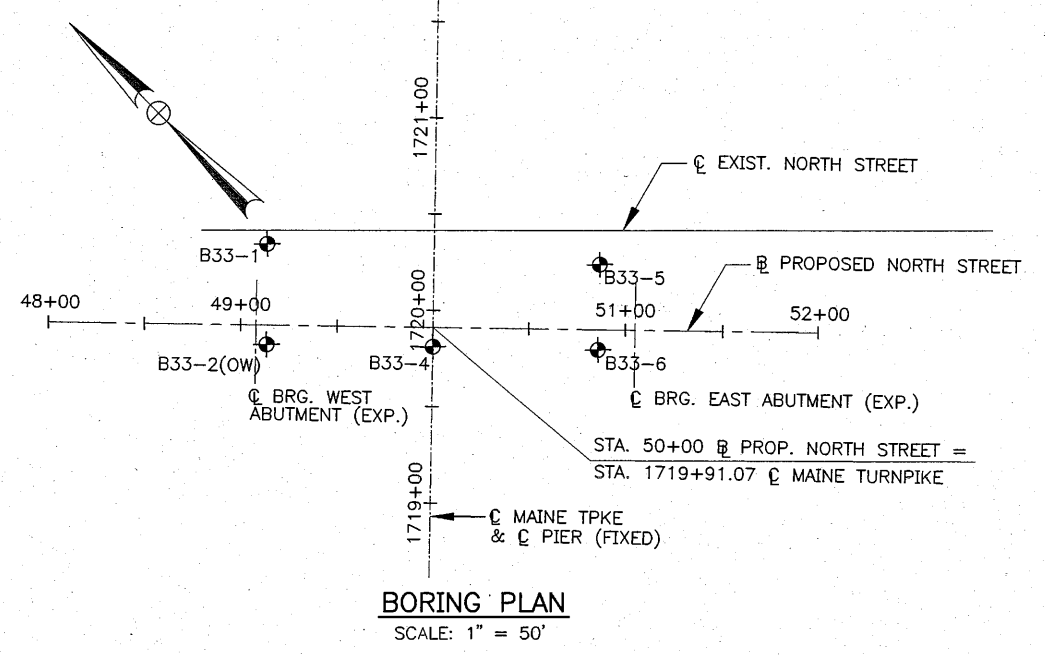 1721+00
℄ EXIST. NORTH STREET
B33-1
B33-5
℔ PROPOSED NORTH STREET
48+00
49+00
1720+00
51+00
52+00
B33-2(OW)
B33-4
B33-6
℄ BRG. WEST
ABUTMENT (EXP.)
℄ BRG. EAST ABUTMENT (EXP.)
STA. 50+00 ℔ PROP. NORTH STREET =
STA. 1719+91.07 ℄ MAINE TURNPIKE
1719+00
℄ MAINE TPKE
& ℄ PIER (FIXED)
BORING PLAN
SCALE: 1" = 50'